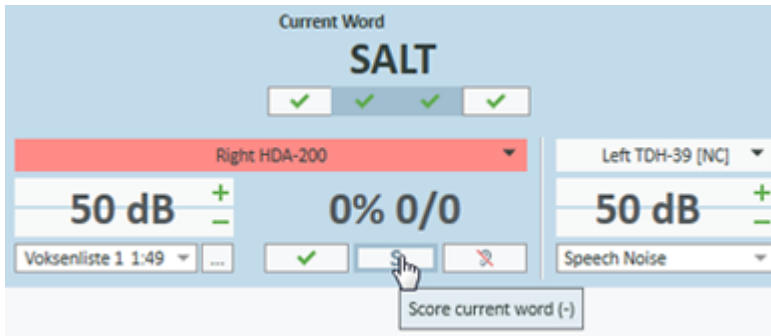 Current Word
SALT
Right HDA-200
Left TDH-39 [NC]
50 dB
0% 0/0
50 dB
Voksenliste 1 1:49
...
Speech Noise
Score current word (-)